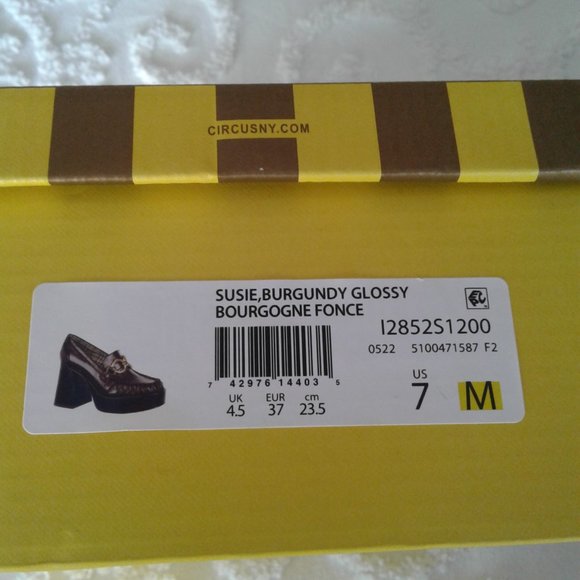 CIRCUSNY.COM
SUSIE,BURGUNDY GLOSSY
BOURGOGNE FONCE
I2852S1200
0522 5100471587 F2
7 42976 14403 5
UK EUR cm
4.5 37 23.5
US
7 M